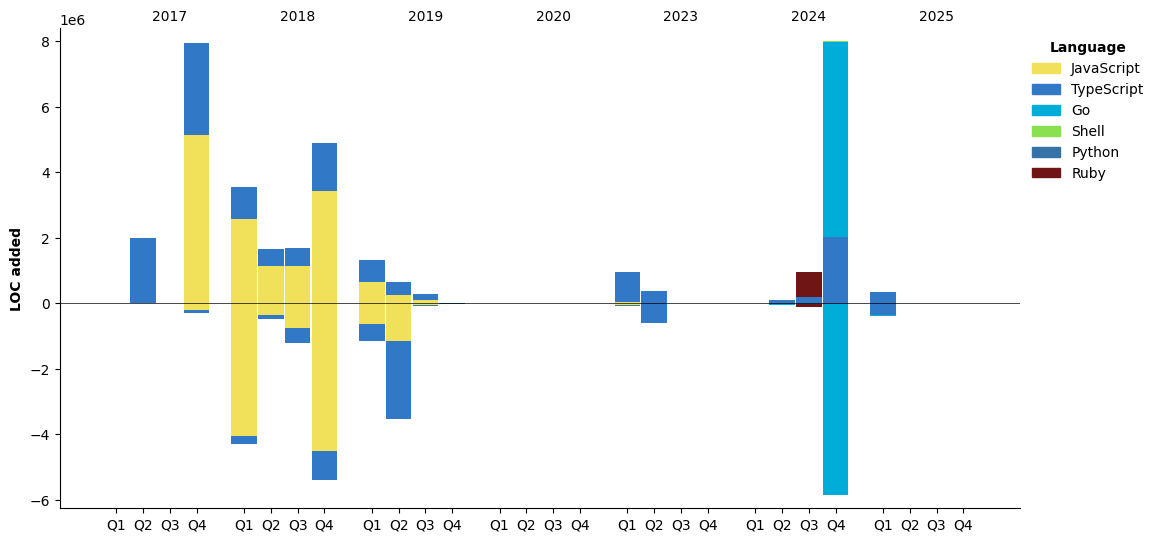 2017 2018 2019 2020 2023 2024 2025
1e6
8
6
4
2
0
−2
−4
−6
LOC added
Q1 Q2 Q3 Q4 Q1 Q2 Q3 Q4 Q1 Q2 Q3 Q4 Q1 Q2 Q3 Q4 Q1 Q2 Q3 Q4 Q1 Q2 Q3 Q4 Q1 Q2 Q3 Q4
Language
JavaScript
TypeScript
Go
Shell
Python
Ruby